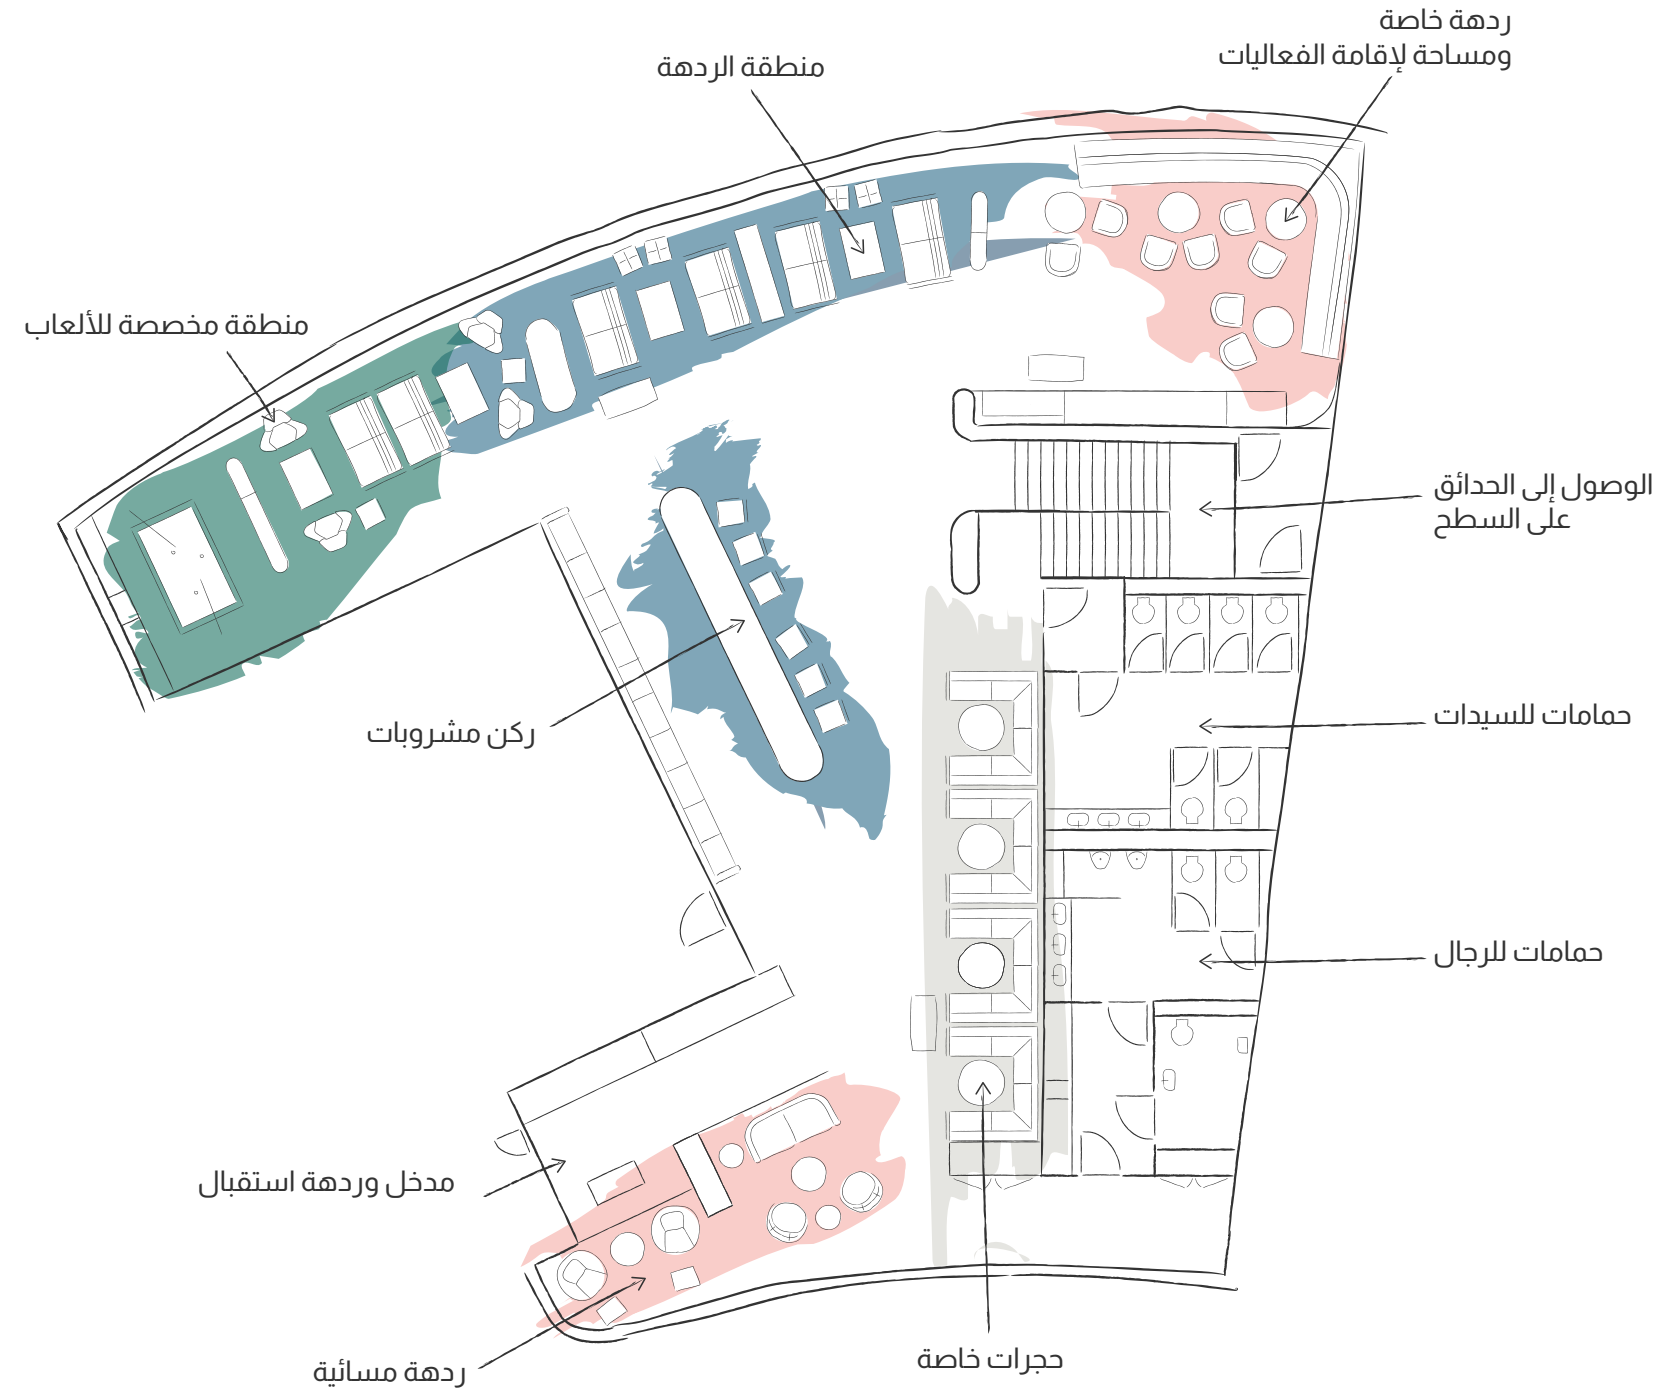 ردهة خاصة
ومساحة لإقامة الفعاليات
منطقة الردهة
منطقة مخصصة للألعاب
الوصول إلى الحدائق
على السطح
حمامات للسيدات
ركن مشروبات
حمامات للرجال
مدخل وردهة استقبال
حجرات خاصة
ردهة مسائية